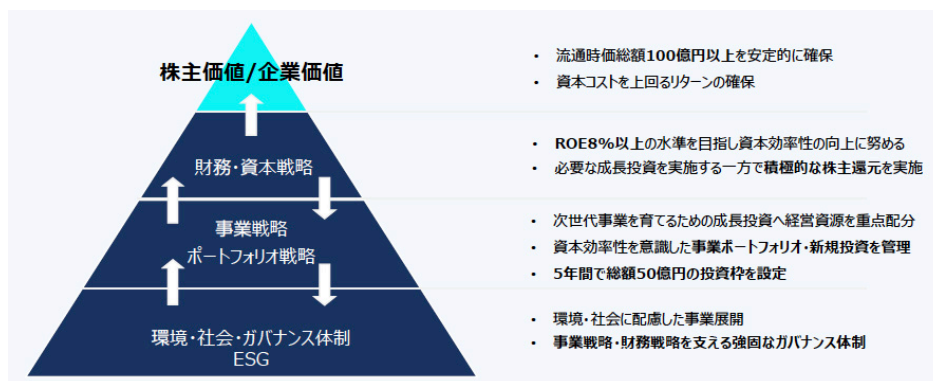 株主価値/企業価値
・ 流通時価総額100億円以上を安定的に確保
・ 資本コストを上回るリターンの確保
財務・資本戦略
・ ROE8%以上の水準を目指し資本効率性の向上に努める
・ 必要な成長投資を実施する一方で積極的な株主還元を実施
事業戦略
ポートフォリオ戦略
・ 次世代事業を育てるための成長投資へ経営資源を重点配分
・ 資本効率性を意識した事業ポートフォリオ・新規投資を管理
・ 5年間で総額50億円の投資枠を設定
環境・社会・ガバナンス体制
ESG
・ 環境・社会に配慮した事業展開
・ 事業戦略・財務戦略を支える強固なガバナンス体制